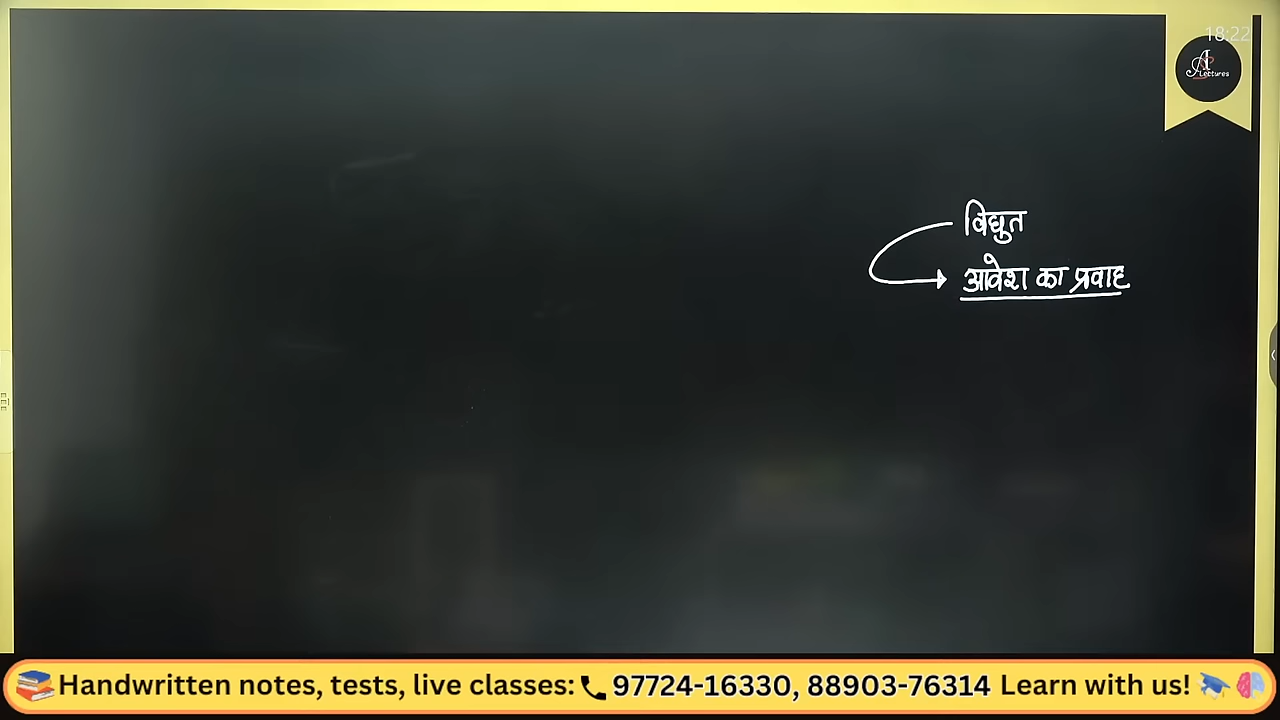 18:22
A
Lectures
विद्युत
आवेश का प्रवाह
Handwritten notes, tests, live classes: 97724-16330, 88903-76314 Learn with us!